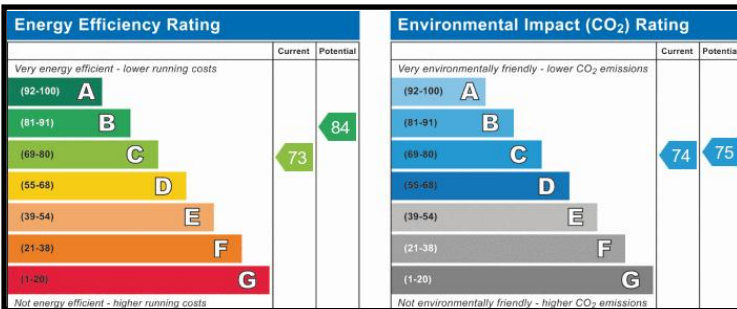 Energy Efficiency Rating
Current Potential
Very energy efficient - lower running costs
(92-100) A
(81-91) B
84
(69-80) C
73
(55-68) D
(39-54) E
(21-38) F
(1-20) G
Not energy efficient - higher running costs
Environmental Impact (CO₂) Rating
Current Potential
Very environmentally friendly - lower CO₂ emissions
(92-100) A
(81-91) B
(69-80) C
74 75
(55-68) D
(39-54) E
(21-38) F
(1-20) G
Not environmentally friendly - higher CO₂ emissions